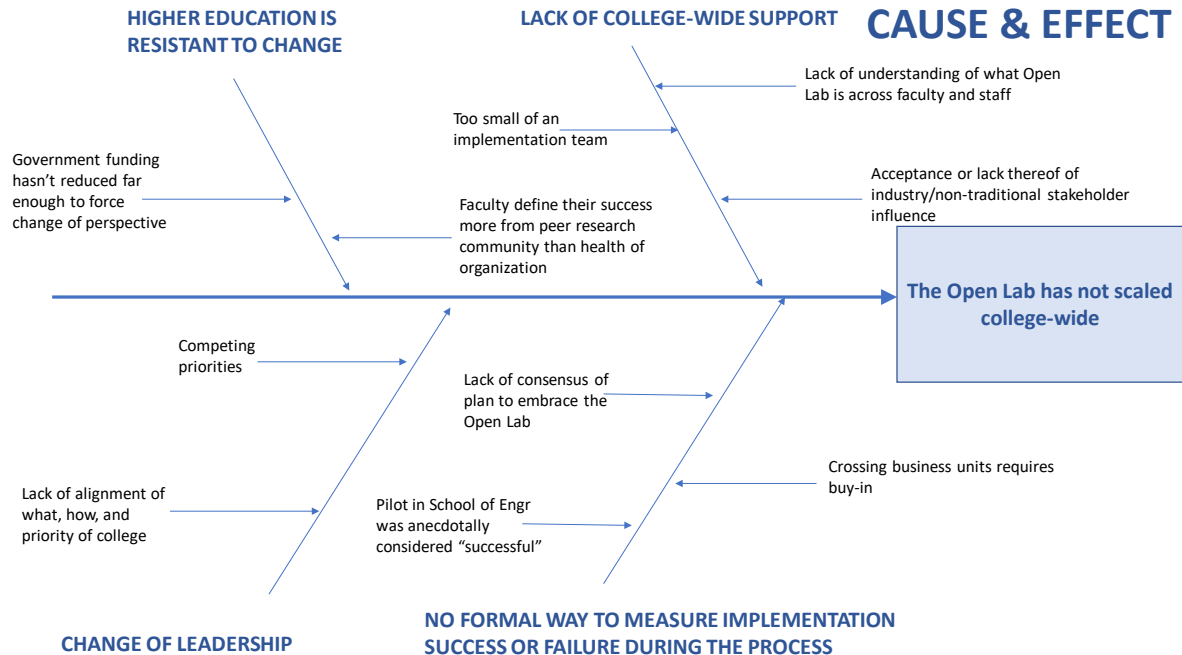 CAUSE & EFFECT
HIGHER EDUCATION IS
RESISTANT TO CHANGE
LACK OF COLLEGE-WIDE SUPPORT
Lack of understanding of what Open
Lab is across faculty and staff
Too small of an
implementation team
Government funding
hasn't reduced far
enough to force
change of perspective
Acceptance or lack thereof of
industry/non-traditional stakeholder
influence
Faculty define their success
more from peer research
community than health of
organization
The Open Lab has not scaled
college-wide
Competing
priorities
Lack of consensus of
plan to embrace the
Open Lab
Crossing business units requires
buy-in
Lack of alignment of
what, how, and
priority of college
Pilot in School of Engr
was anecdotally
considered “successful”
NO FORMAL WAY TO MEASURE IMPLEMENTATION
SUCCESS OR FAILURE DURING THE PROCESS
CHANGE OF LEADERSHIP